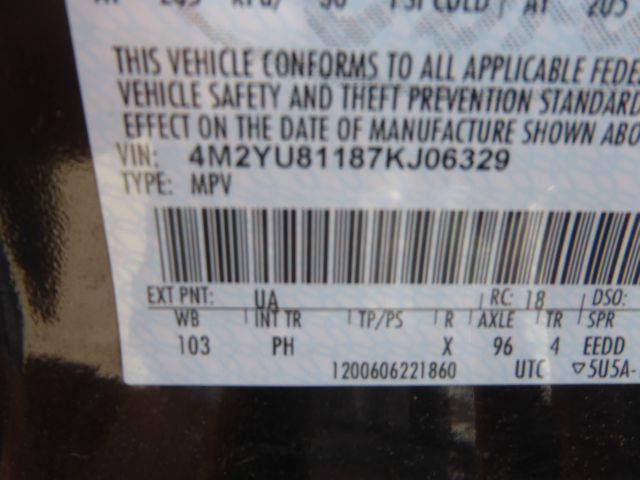 THIS VEHICLE CONFORMS TO ALL APPLICABLE FEDE
VEHICLE SAFETY AND THEFT PREVENTION STANDARD
EFFECT ON THE DATE OF MANUFACTURE SHOWN ABO
VIN: 4M2YU81187KJ06329
TYPE: MPV
EXT PNT: UA RC: 18 DSO:
WB INT TR TP/PS R AXLE TR SPR
103 PH X 96 4 EEDD
1200606221860 UTC ▽5U5A-